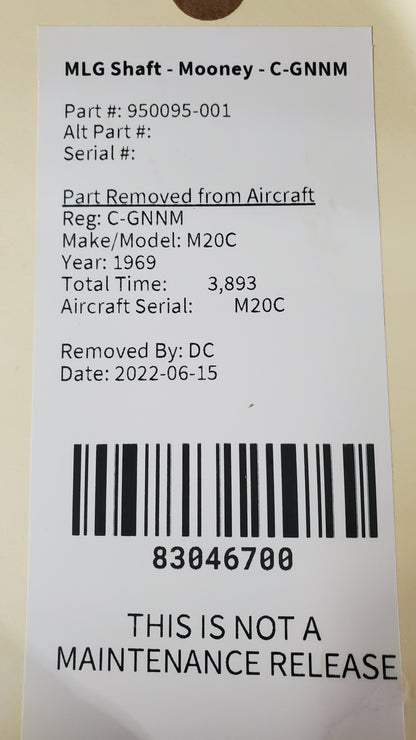 MLG Shaft - Mooney - C-GNNM
Part #: 950095-001
Alt Part #:
Serial #:
Part Removed from Aircraft
Reg: C-GNNM
Make/Model: M20C
Year: 1969
Total Time: 3,893
Aircraft Serial: M20C
Removed By: DC
Date: 2022-06-15
83046700
THIS IS NOT A
MAINTENANCE RELEASE